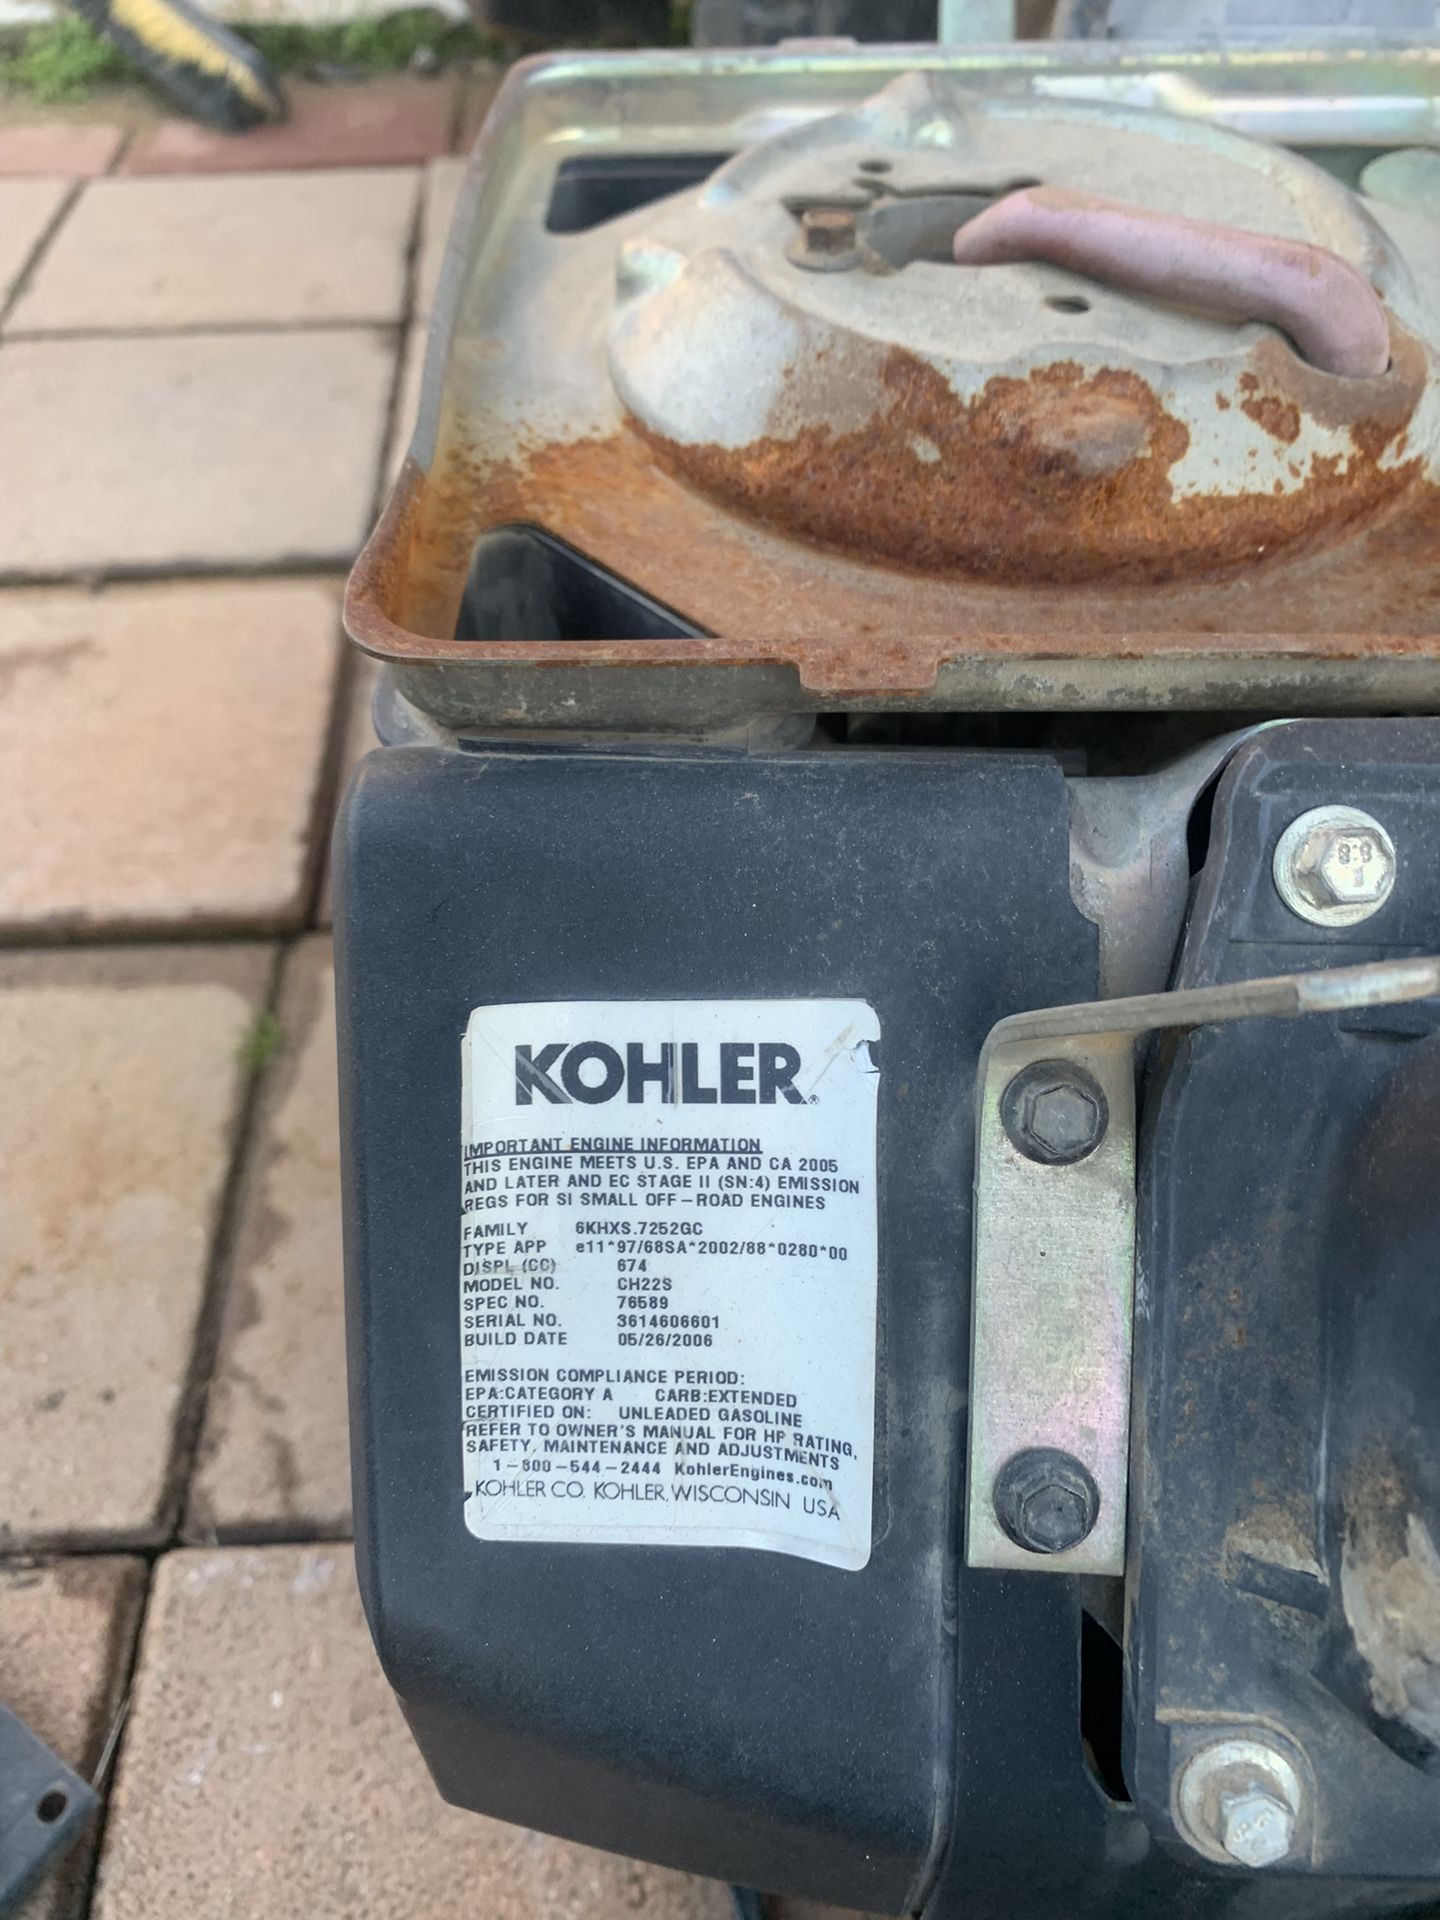 KOHLER®
IMPORTANT ENGINE INFORMATION
THIS ENGINE MEETS U.S. EPA AND CA 2005
AND LATER AND EC STAGE II (SN:4) EMISSION
REGS FOR SI SMALL OFF-ROAD ENGINES
FAMILY 6KHXS.7252GC
TYPE APP e11*97/68SA*2002/88*0280*00
DISPL (CC) 674
MODEL NO. CH22S
SPEC NO. 76589
SERIAL NO. 3614606601
BUILD DATE 05/26/2006
EMISSION COMPLIANCE PERIOD:
EPA:CATEGORY A CARB:EXTENDED
CERTIFIED ON: UNLEADED GASOLINE
REFER TO OWNER'S MANUAL FOR HP RATING,
SAFETY, MAINTENANCE AND ADJUSTMENTS
1-800-544-2444 KohlerEngines.com
KOHLER CO. KOHLER, WISCONSIN USA
8.8